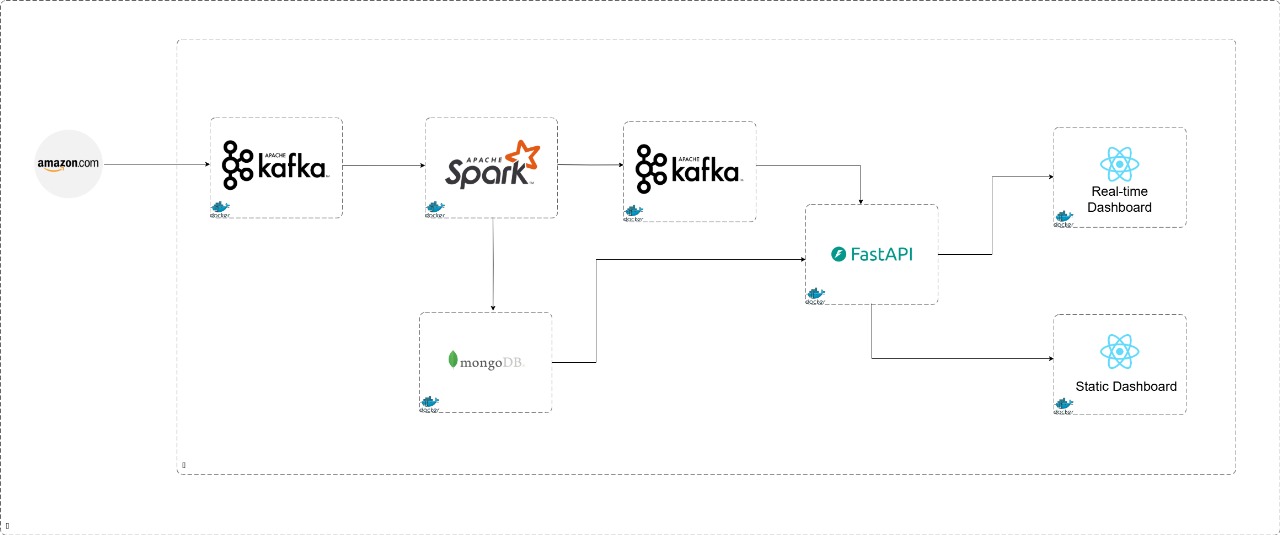 amazon.com
APACHE
kafka
docker
APACHE
Spark
docker
APACHE
kafka
docker
FastAPI
docker
Real-time
Dashboard
docker
mongoDB.
docker
Static Dashboard
docker